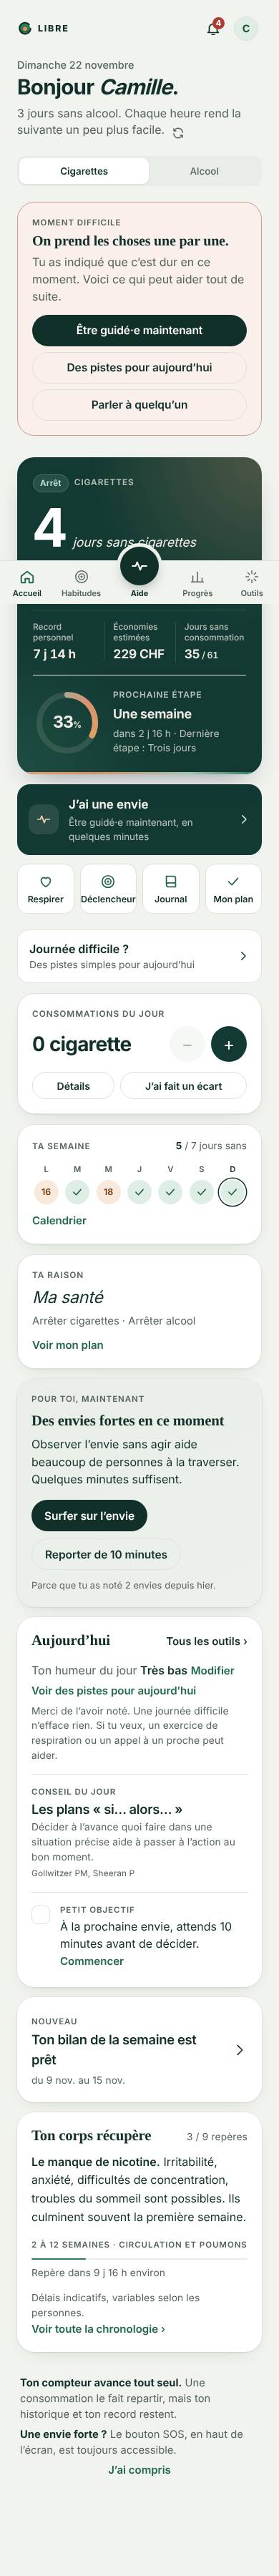 LIBRE
4
C
Dimanche 22 novembre
Bonjour Camille.
3 jours sans alcool. Chaque heure rend la
suivante un peu plus facile.
Cigarettes
Alcool
MOMENT DIFFICILE
On prend les choses une par une.
Tu as indiqué que c’est dur en ce
moment. Voici ce qui peut aider tout de
suite.
Être guidé·e maintenant
Des pistes pour aujourd’hui
Parler à quelqu’un
Arrêt CIGARETTES
4 jours sans cigarettes
Accueil
Habitudes
Aide
Progrès
Outils
Record
personnel
7 j 14 h
Économies
estimées
229 CHF
Jours sans
consommation
35 / 61
33%
PROCHAINE ÉTAPE
Une semaine
dans 2 j 16 h · Dernière
étape : Trois jours
J’ai une envie
Être guidé·e maintenant, en
quelques minutes
Respirer
Déclencheur
Journal
Mon plan
Journée difficile ?
Des pistes simples pour aujourd’hui
CONSOMMATIONS DU JOUR
0 cigarette
−
+
Détails
J’ai fait un écart
TA SEMAINE
5 / 7 jours sans
L M M J V S D
16 18
Calendrier
TA RAISON
Ma santé
Arrêter cigarettes · Arrêter alcool
Voir mon plan
POUR TOI, MAINTENANT
Des envies fortes en ce moment
Observer l’envie sans agir aide
beaucoup de personnes à la traverser.
Quelques minutes suffisent.
Surfer sur l’envie
Reporter de 10 minutes
Parce que tu as noté 2 envies depuis hier.
Aujourd’hui
Tous les outils ›
Ton humeur du jour Très bas Modifier
Voir des pistes pour aujourd’hui
Merci de l’avoir noté. Une journée difficile
n’efface rien. Si tu veux, un exercice de
respiration ou un appel à un proche peut
aider.
CONSEIL DU JOUR
Les plans « si… alors… »
Décider à l’avance quoi faire dans une
situation précise aide à passer à l’action au
bon moment.
Gollwitzer PM, Sheeran P
PETIT OBJECTIF
À la prochaine envie, attends 10
minutes avant de décider.
Commencer
NOUVEAU
Ton bilan de la semaine est
prêt
du 9 nov. au 15 nov.
Ton corps récupère
3 / 9 repères
Le manque de nicotine. Irritabilité,
anxiété, difficultés de concentration,
troubles du sommeil sont possibles. Ils
culminent souvent la première semaine.
2 À 12 SEMAINES · CIRCULATION ET POUMONS
Repère dans 9 j 16 h environ
Délais indicatifs, variables selon les
personnes.
Voir toute la chronologie ›
Ton compteur avance tout seul. Une
consommation le fait repartir, mais ton
historique et ton record restent.
Une envie forte ? Le bouton SOS, en haut de
l’écran, est toujours accessible.
J’ai compris